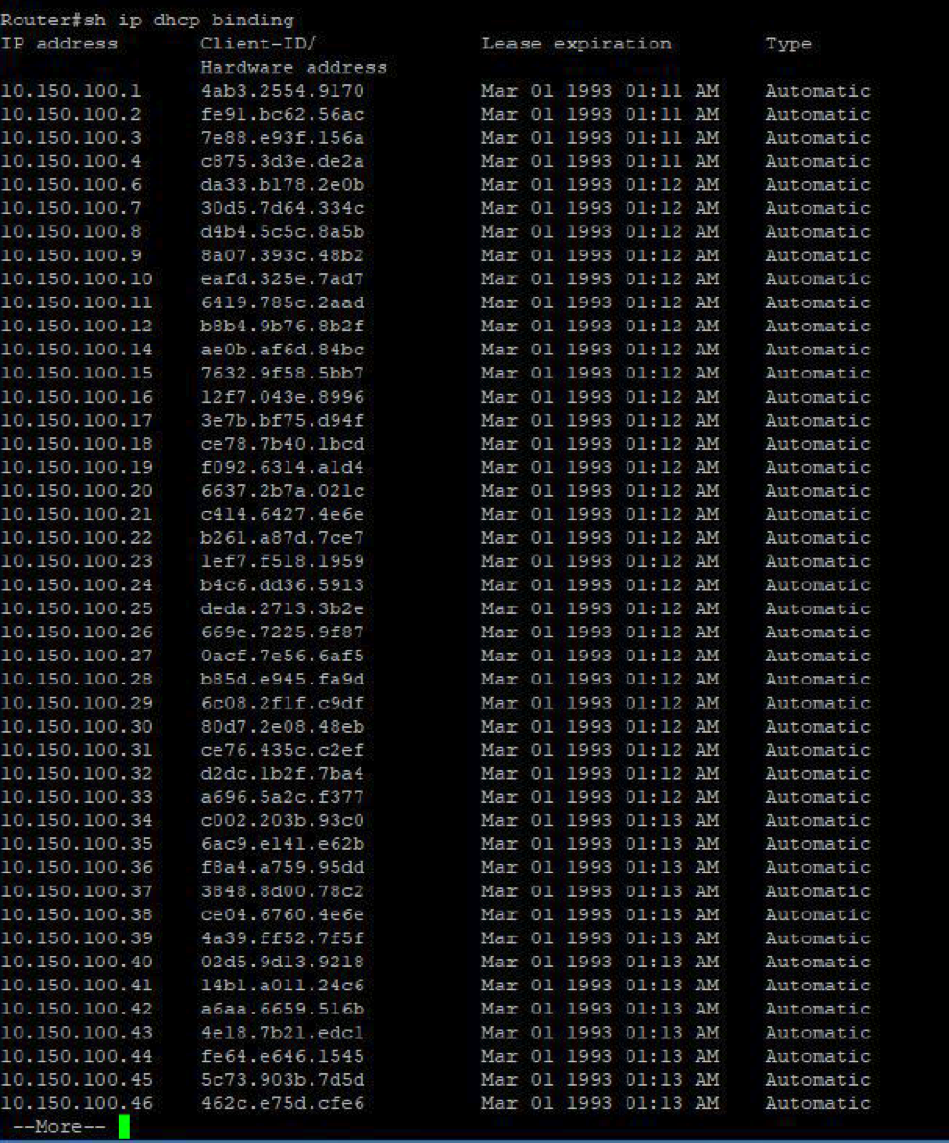 Router#sh ip dhcp binding
IP address Client-ID/ Lease expiration Type
Hardware address
10.150.100.1 4ab3.2554.9170 Mar 01 1993 01:11 AM Automatic
10.150.100.2 fe91.bc62.56ac Mar 01 1993 01:11 AM Automatic
10.150.100.3 7e88.e93f.156a Mar 01 1993 01:11 AM Automatic
10.150.100.4 c875.3d3e.de2a Mar 01 1993 01:11 AM Automatic
10.150.100.6 da33.b178.2e0b Mar 01 1993 01:12 AM Automatic
10.150.100.7 30d5.7d64.334c Mar 01 1993 01:12 AM Automatic
10.150.100.8 d4b4.5c5c.8a5b Mar 01 1993 01:12 AM Automatic
10.150.100.9 8a07.393c.48b2 Mar 01 1993 01:12 AM Automatic
10.150.100.10 eafd.325e.7ad7 Mar 01 1993 01:12 AM Automatic
10.150.100.11 6419.785c.2aad Mar 01 1993 01:12 AM Automatic
10.150.100.12 b8b4.9b76.8b2f Mar 01 1993 01:12 AM Automatic
10.150.100.14 ae0b.af6d.84bc Mar 01 1993 01:12 AM Automatic
10.150.100.15 7632.9f58.5bb7 Mar 01 1993 01:12 AM Automatic
10.150.100.16 12f7.043e.8996 Mar 01 1993 01:12 AM Automatic
10.150.100.17 3e7b.bf75.d94f Mar 01 1993 01:12 AM Automatic
10.150.100.18 ce78.7b40.1bcd Mar 01 1993 01:12 AM Automatic
10.150.100.19 f092.6314.a1d4 Mar 01 1993 01:12 AM Automatic
10.150.100.20 6637.2b7a.021c Mar 01 1993 01:12 AM Automatic
10.150.100.21 c414.6427.4e6e Mar 01 1993 01:12 AM Automatic
10.150.100.22 b261.a87d.7ce7 Mar 01 1993 01:12 AM Automatic
10.150.100.23 1ef7.f518.1959 Mar 01 1993 01:12 AM Automatic
10.150.100.24 b4c6.dd36.5913 Mar 01 1993 01:12 AM Automatic
10.150.100.25 deda.2713.3b2e Mar 01 1993 01:12 AM Automatic
10.150.100.26 669e.7225.9f87 Mar 01 1993 01:12 AM Automatic
10.150.100.27 0acf.7e56.6af5 Mar 01 1993 01:12 AM Automatic
10.150.100.28 b85d.e945.fa9d Mar 01 1993 01:12 AM Automatic
10.150.100.29 6c08.2f1f.c9df Mar 01 1993 01:12 AM Automatic
10.150.100.30 80d7.2e08.48eb Mar 01 1993 01:12 AM Automatic
10.150.100.31 ce76.435c.c2ef Mar 01 1993 01:12 AM Automatic
10.150.100.32 d2dc.1b2f.7ba4 Mar 01 1993 01:12 AM Automatic
10.150.100.33 a696.5a2c.f377 Mar 01 1993 01:12 AM Automatic
10.150.100.34 c002.203b.93c0 Mar 01 1993 01:13 AM Automatic
10.150.100.35 6ac9.e141.e62b Mar 01 1993 01:13 AM Automatic
10.150.100.36 f8a4.a759.95dd Mar 01 1993 01:13 AM Automatic
10.150.100.37 3848.8d00.78c2 Mar 01 1993 01:13 AM Automatic
10.150.100.38 ce04.6760.4e6e Mar 01 1993 01:13 AM Automatic
10.150.100.39 4a39.ff52.7f5f Mar 01 1993 01:13 AM Automatic
10.150.100.40 02d5.9d13.9218 Mar 01 1993 01:13 AM Automatic
10.150.100.41 14b1.a011.24c6 Mar 01 1993 01:13 AM Automatic
10.150.100.42 a6aa.6659.516b Mar 01 1993 01:13 AM Automatic
10.150.100.43 4e18.7b21.edc1 Mar 01 1993 01:13 AM Automatic
10.150.100.44 fe64.e646.1545 Mar 01 1993 01:13 AM Automatic
10.150.100.45 5c73.903b.7d5d Mar 01 1993 01:13 AM Automatic
10.150.100.46 462c.e75d.cfe6 Mar 01 1993 01:13 AM Automatic
--More--